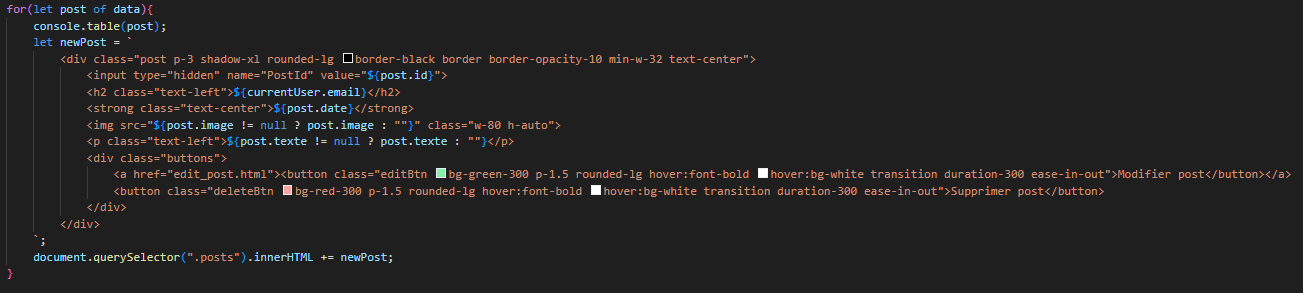 for(let post of data){
console.table(post);
let newPost = `
<div class="post p-3 shadow-xl rounded-lg border-black border border-opacity-10 min-w-32 text-center">
<input type="hidden" name="PostId" value="${post.id}">
<h2 class="text-left">${currentUser.email}</h2>
<strong class="text-center">${post.date}</strong>
<img src="${post.image != null ? post.image : ""}" class="w-80 h-auto">
<p class="text-left">${post.texte != null ? post.texte : ""}</p>
<div class="buttons">
<a href="edit_post.html"><button class="editBtn bg-green-300 p-1.5 rounded-lg hover:font-bold hover:bg-white transition duration-300 ease-in-out">Modifier post</button></a>
<button class="deleteBtn bg-red-300 p-1.5 rounded-lg hover:font-bold hover:bg-white transition duration-300 ease-in-out">Supprimer post</button>
</div>
</div>
`;
document.querySelector(".posts").innerHTML += newPost;
}